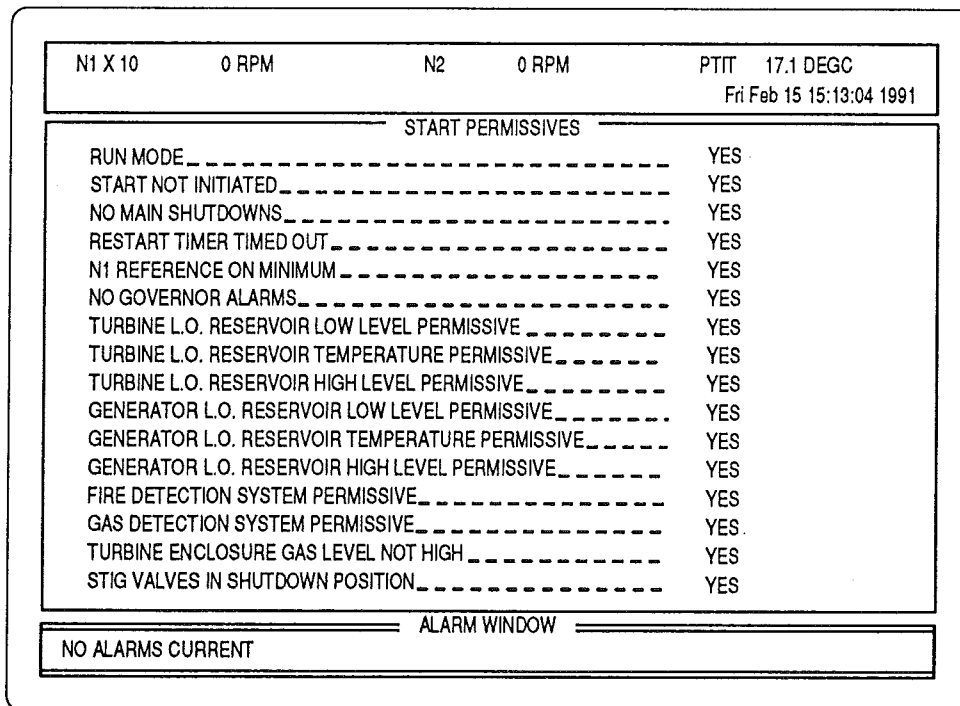 N1 X 10 0 RPM N2 0 RPM PTIT 17.1 DEGC
Fri Feb 15 15:13:04 1991
START PERMISSIVES
RUN MODE YES
START NOT INITIATED YES
NO MAIN SHUTDOWNS YES
RESTART TIMER TIMED OUT YES
N1 REFERENCE ON MINIMUM YES
NO GOVERNOR ALARMS YES
TURBINE L.O. RESERVOIR LOW LEVEL PERMISSIVE YES
TURBINE L.O. RESERVOIR TEMPERATURE PERMISSIVE YES
TURBINE L.O. RESERVOIR HIGH LEVEL PERMISSIVE YES
GENERATOR L.O. RESERVOIR LOW LEVEL PERMISSIVE YES
GENERATOR L.O. RESERVOIR TEMPERATURE PERMISSIVE YES
GENERATOR L.O. RESERVOIR HIGH LEVEL PERMISSIVE YES
FIRE DETECTION SYSTEM PERMISSIVE YES
GAS DETECTION SYSTEM PERMISSIVE YES
TURBINE ENCLOSURE GAS LEVEL NOT HIGH YES
STIG VALVES IN SHUTDOWN POSITION YES
ALARM WINDOW
NO ALARMS CURRENT